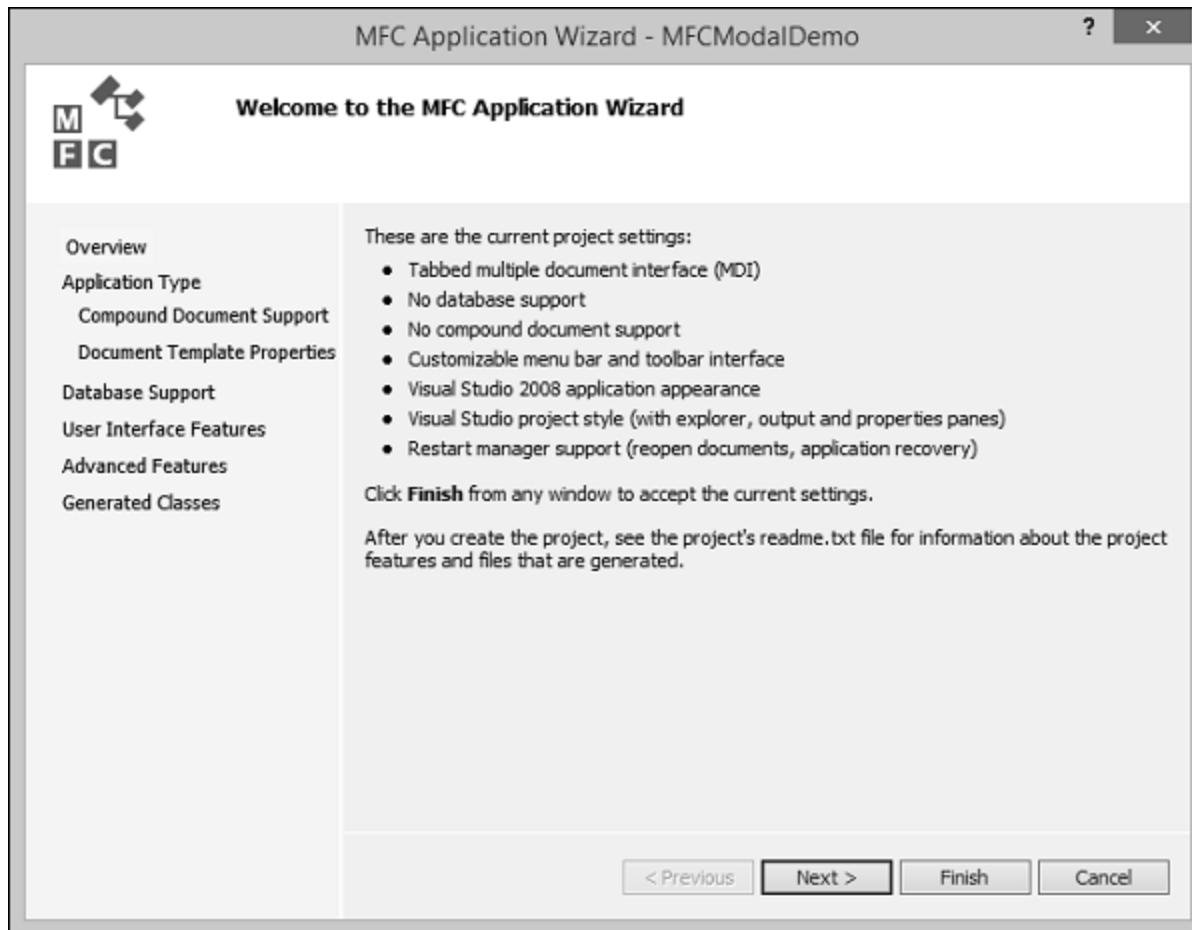 MFC Application Wizard - MFCModalDemo
?
M
F C
Welcome to the MFC Application Wizard
Overview
Application Type
Compound Document Support
Document Template Properties
Database Support
User Interface Features
Advanced Features
Generated Classes
These are the current project settings:
• Tabbed multiple document interface (MDI)
• No database support
• No compound document support
• Customizable menu bar and toolbar interface
• Visual Studio 2008 application appearance
• Visual Studio project style (with explorer, output and properties panes)
• Restart manager support (reopen documents, application recovery)
Click Finish from any window to accept the current settings.
After you create the project, see the project's readme.txt file for information about the project
features and files that are generated.
< Previous
Next >
Finish
Cancel